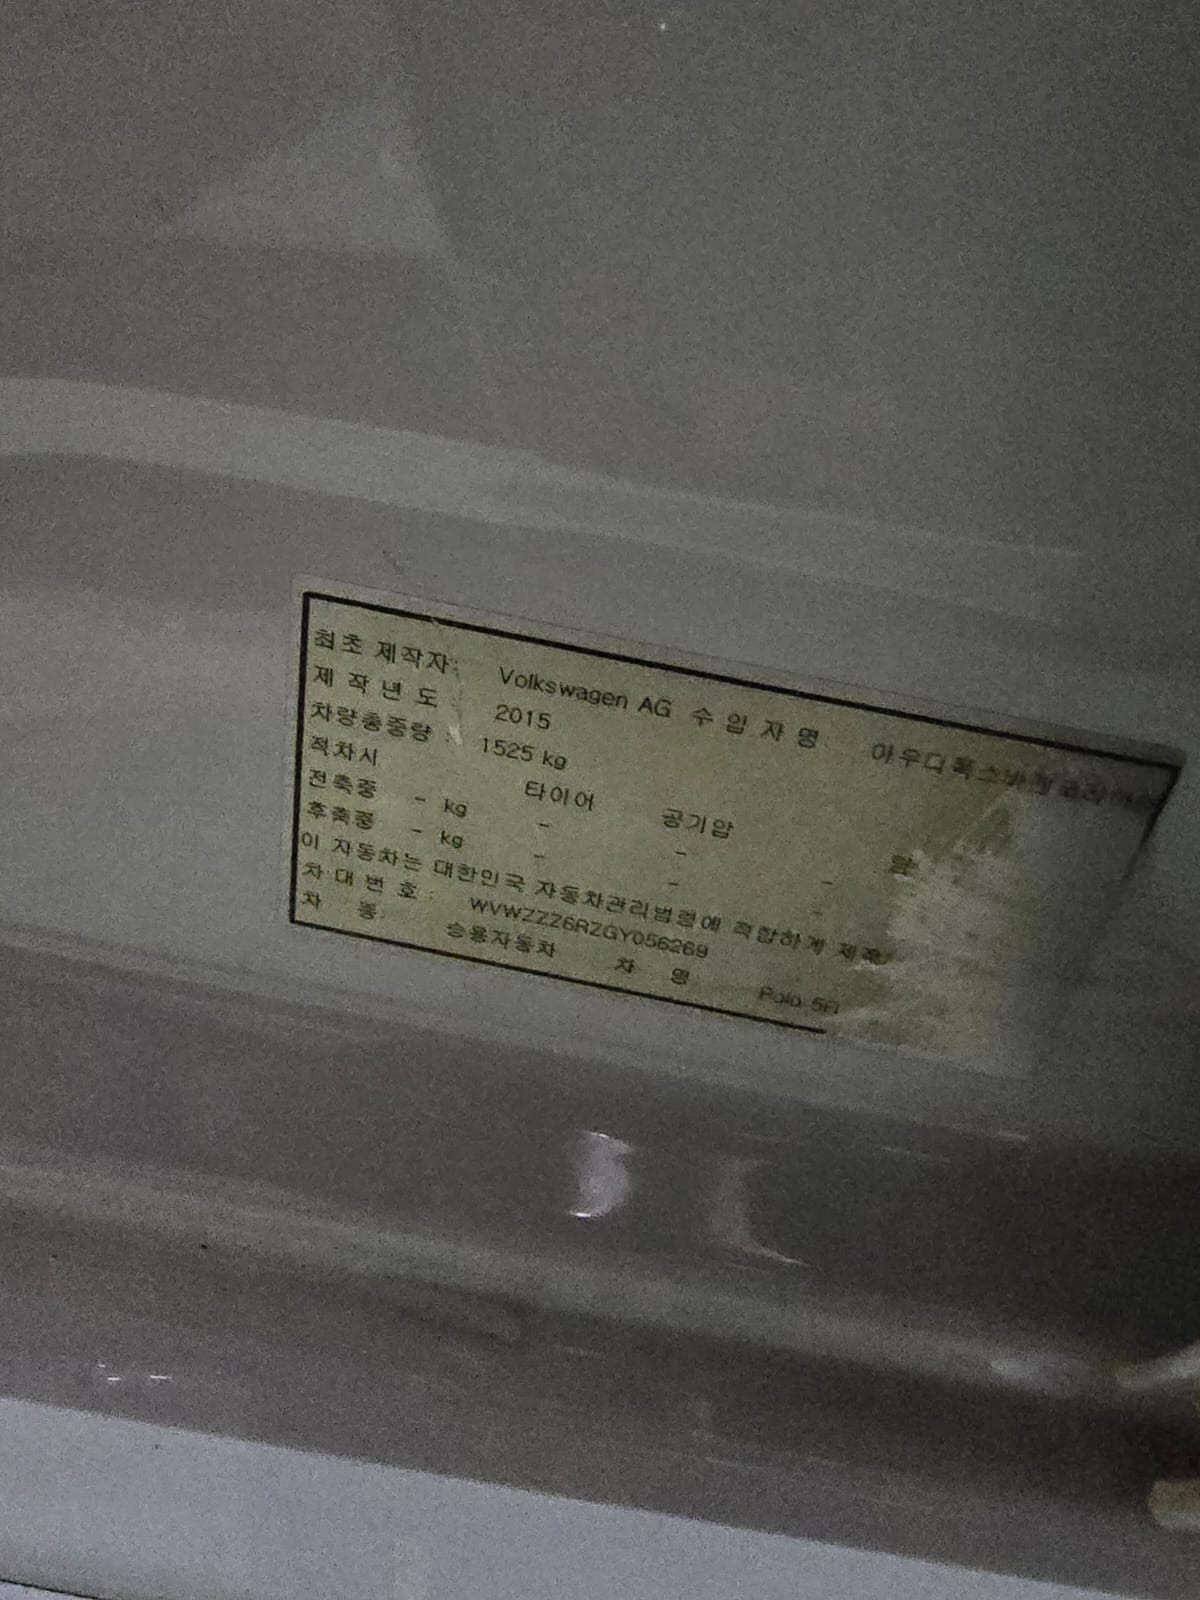 최초 제작자: Volkswagen AG 수 입 자 명: 아우디폭스바겐코리아
제 작 년 도 : 2015
차량총중량 : 1525 kg
적차시 타이어 공기압
전축중 - kg - -
후축중 - kg - - -
이 자동차는 대한민국 자동차관리법령에 적합하게 제작
차 대 번 호 : WVWZZZ6RZGY056269
차 종: 승용자동차 차 명 Polo 5